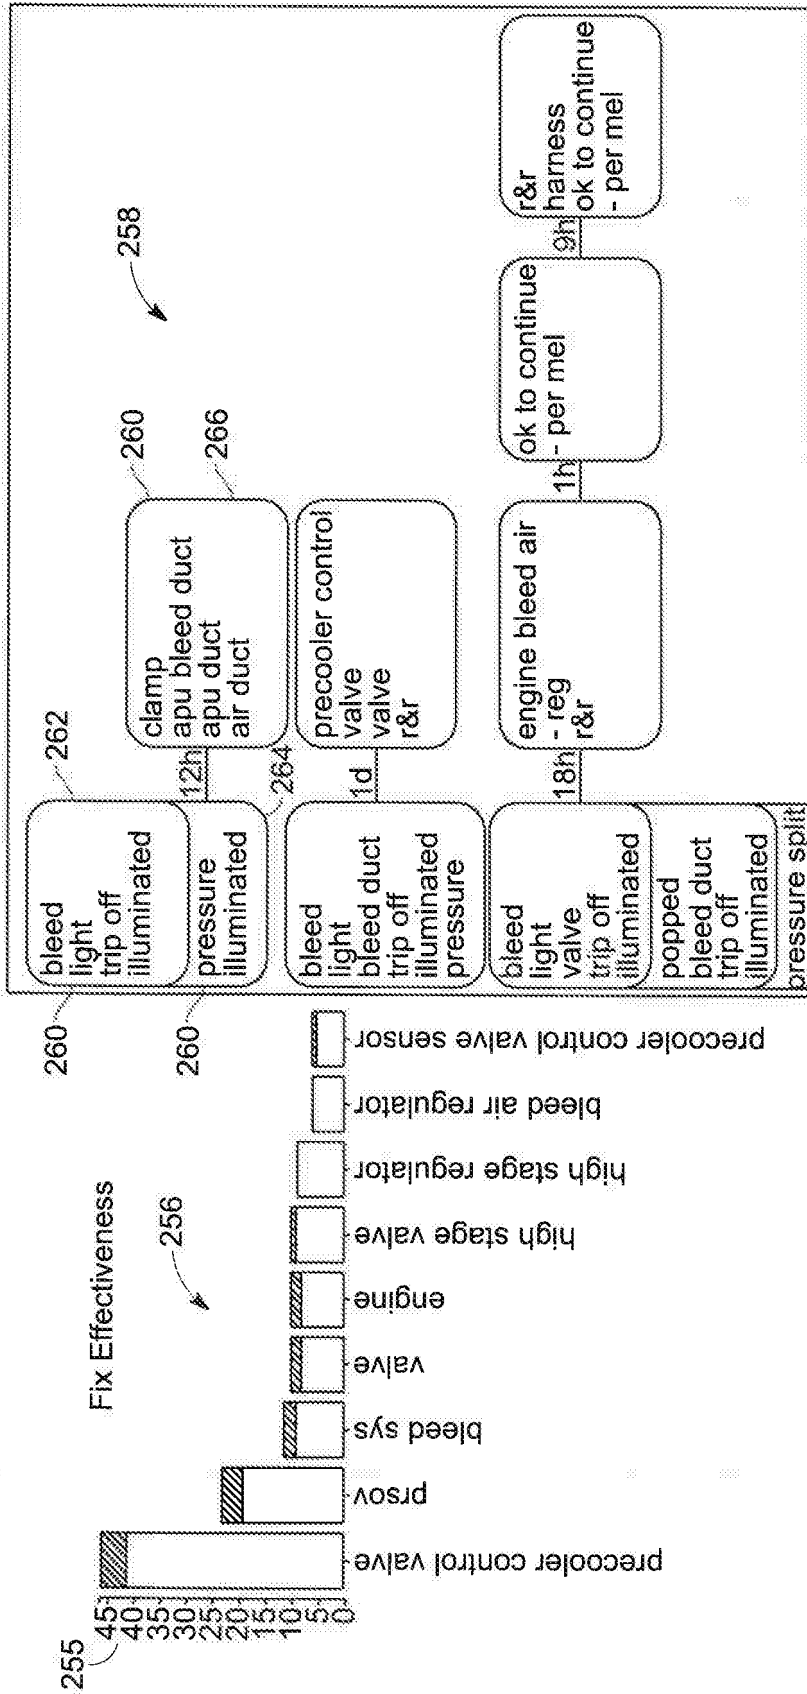 255
45
40
35
30
25
20
15
10
5
0
Fix Effectiveness
256
precooler control valve
prsov
bleed sys
valve
engine
high stage valve
high stage regulator
bleed air regulator
precooler control valve sensor
258
260
262
bleed
light
trip off
illuminated
260
pressure
illuminated
264
12h
260
266
clamp
apu bleed duct
apu duct
air duct
bleed
light
bleed duct
trip off
illuminated
pressure
1d
precooler control
valve
valve
r&r
bleed
light
valve
trip off
illuminated
18h
engine bleed air
- reg
r&r
1h
ok to continue
- per mel
9h
r&r
harness
ok to continue
- per mel
popped
bleed duct
trip off
illuminated
pressure split